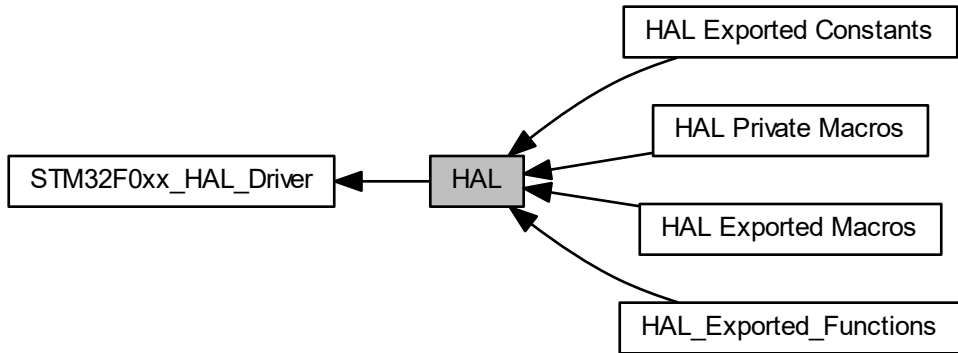 HAL Exported Constants
HAL Private Macros
STM32F0xx_HAL_Driver
HAL
HAL Exported Macros
HAL_Exported_Functions